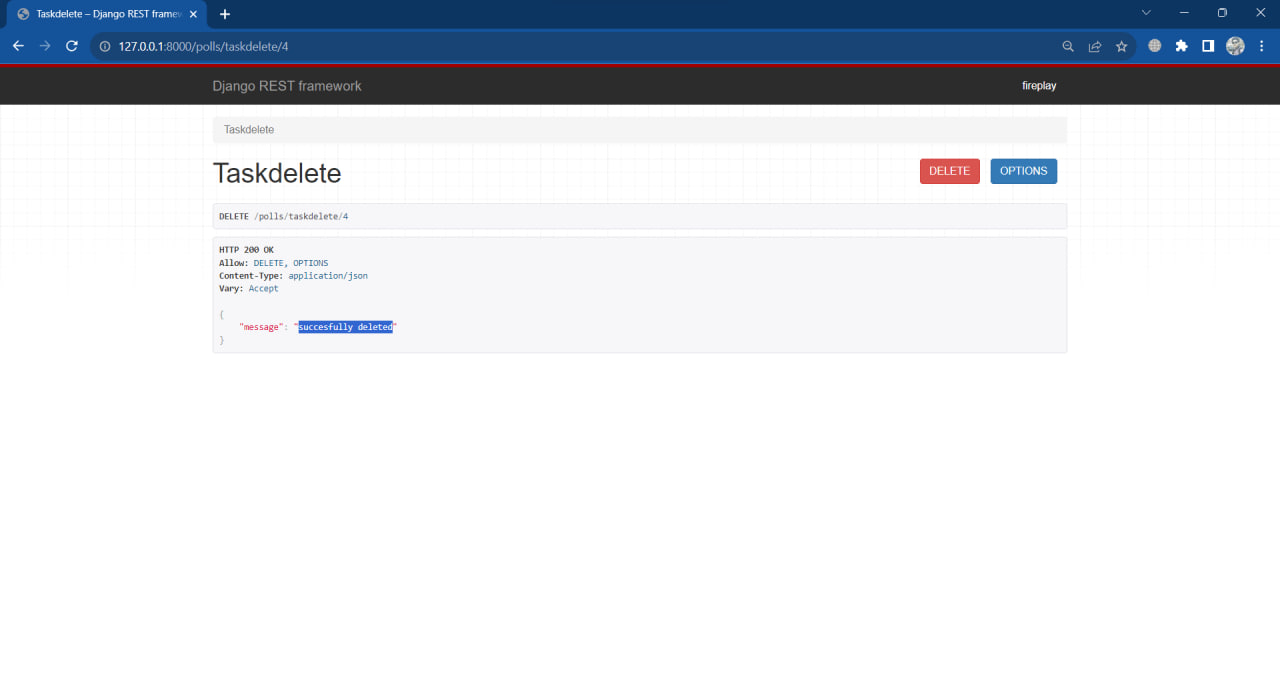 Taskdelete – Django REST framew
127.0.0.1:8000/polls/taskdelete/4
Django REST framework
fireplay
Taskdelete
Taskdelete
DELETE
OPTIONS
DELETE /polls/taskdelete/4
HTTP 200 OK
Allow: DELETE, OPTIONS
Content-Type: application/json
Vary: Accept
{
"message": "succesfully deleted"
}